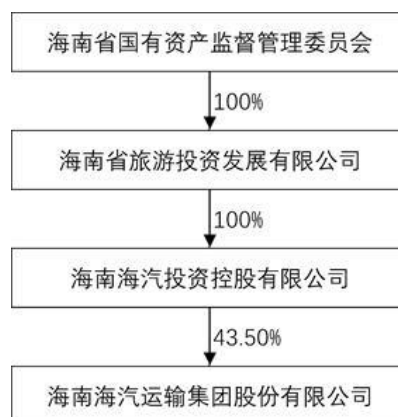 海南省国有资产监督管理委员会
100%
海南省旅游投资发展有限公司
100%
海南海汽投资控股有限公司
43.50%
海南海汽运输集团股份有限公司